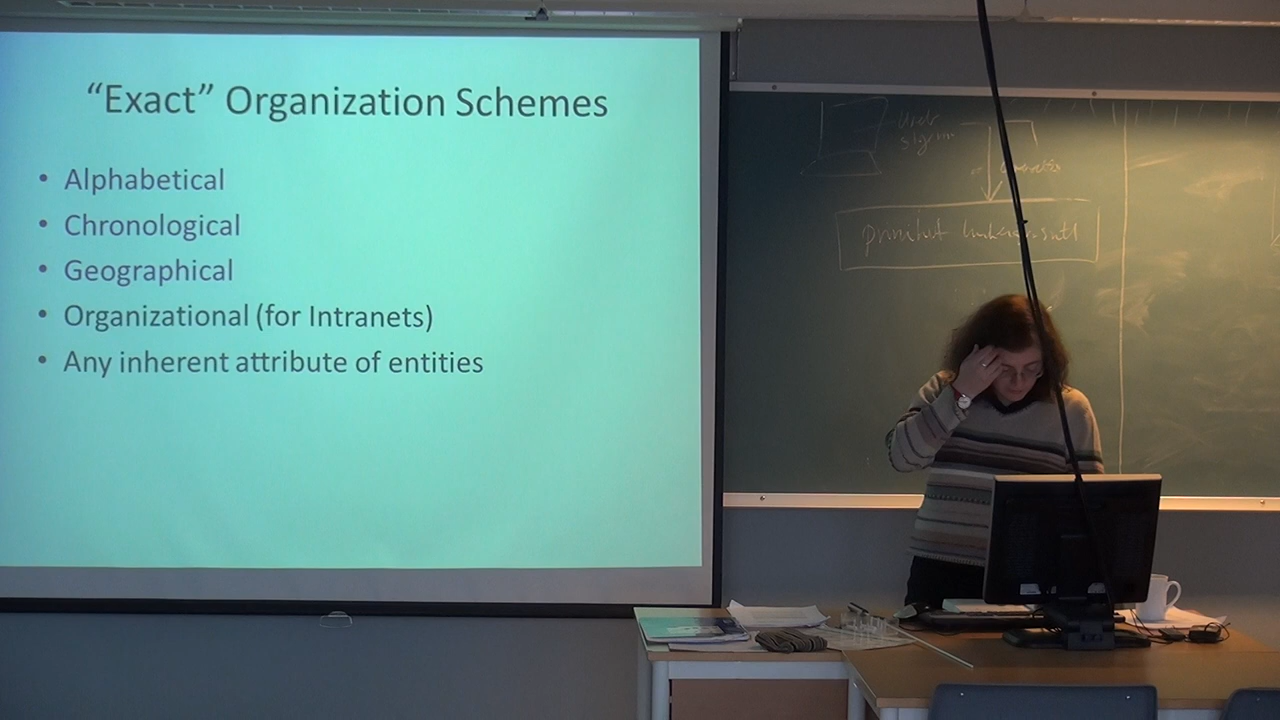 “Exact” Organization Schemes
• Alphabetical
• Chronological
• Geographical
• Organizational (for Intranets)
• Any inherent attribute of entities